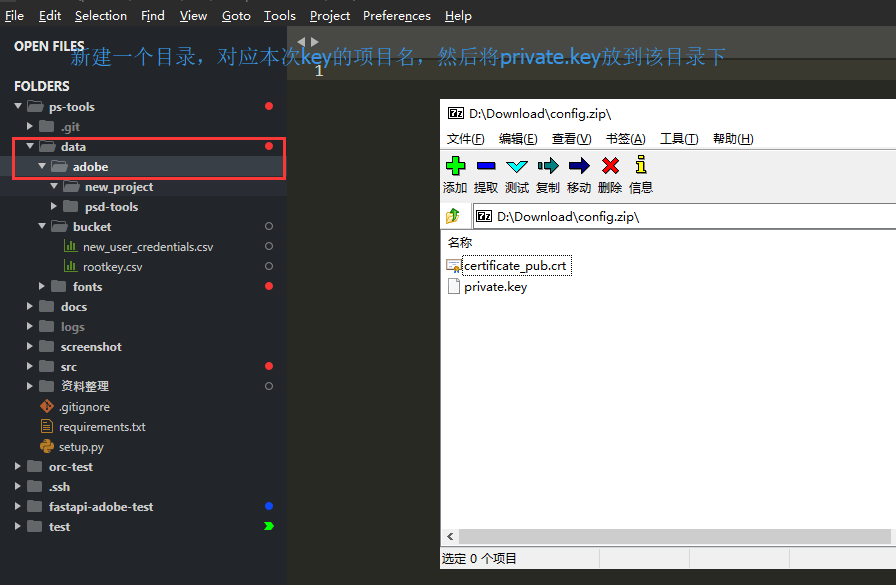 File Edit Selection Find View Goto Tools Project Preferences Help
OPEN FILES
新建一个目录，对应本次key的项目名，然后将private.key放到该目录下
1
FOLDERS
ps-tools
.git
data
adobe
new_project
psd-tools
bucket
new_user_credentials.csv
rootkey.csv
fonts
docs
logs
screenshot
src
资料整理
.gitignore
requirements.txt
setup.py
orc-test
.ssh
fastapi-adobe-test
test
D:\Download\config.zip\
文件(F) 编辑(E) 查看(V) 书签(A) 工具(T) 帮助(H)
添加 提取 测试 复制 移动 删除 信息
D:\Download\config.zip\
名称
certificate_pub.crt
private.key
选定 0 个项目